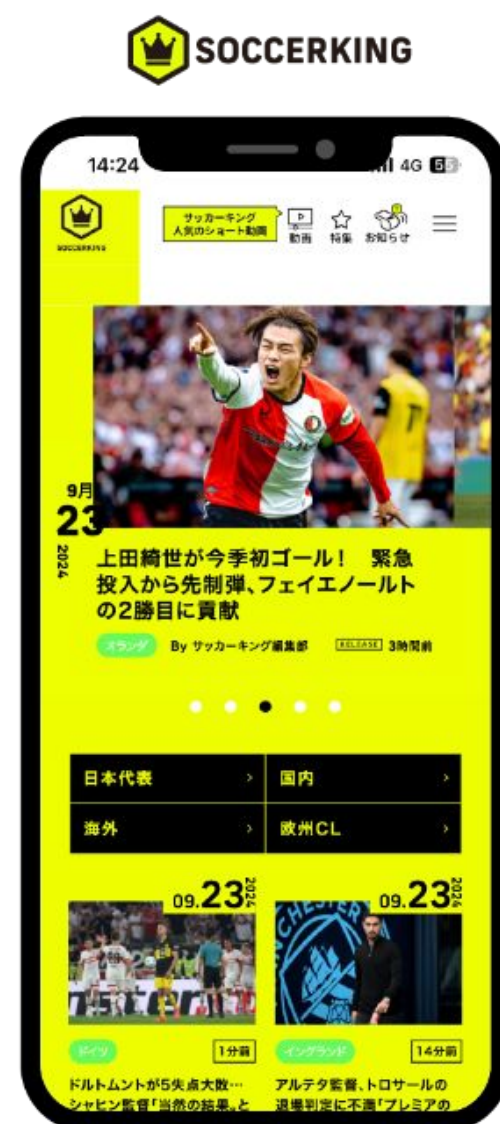 SOCCERKING
14:24
4G
55
SOCCERKING
サッカーキング
人気のショート動画
動画
特集
お知らせ
9月
23
2024
上田綺世が今季初ゴール! 緊急
投入から先制弾、フェイエノールト
の2勝目に貢献
オランダ
By サッカーキング編集部
RELEASE
3時間前
日本代表
国内
海外
欧州CL
09.23
2024
09.23
2024
ドイツ
1分前
イングランド
14分前
ドルトムントが5失点大敗…
シャヒン監督「当然の結果。と
アルテタ監督、トロサールの
退場判定に不満「プレミアの